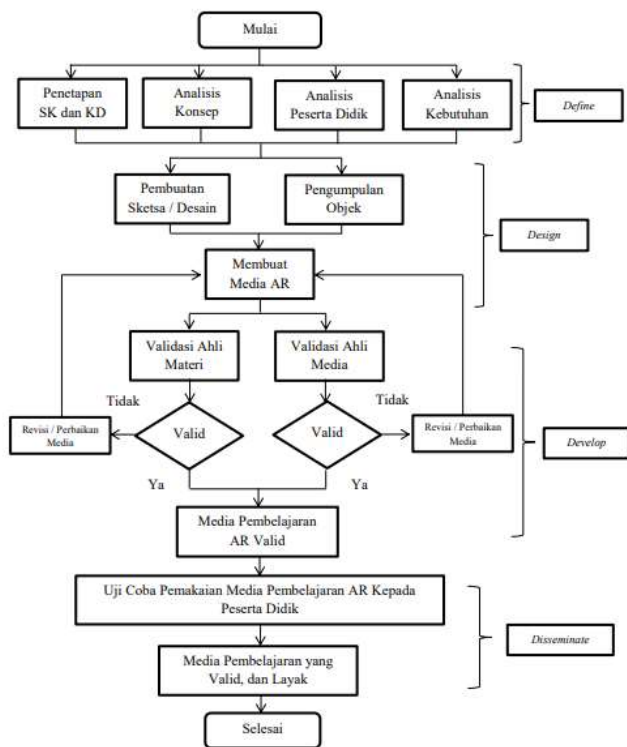 Mulai
Penetapan
SK dan KD
Analisis
Konsep
Analisis
Peserta Didik
Analisis
Kebutuhan
Define
Pembuatan
Sketsa / Desain
Pengumpulan
Objek
Design
Membuat
Media AR
Validasi Ahli
Materi
Validasi Ahli
Media
Tidak
Tidak
Revisi / Perbaikan
Media
Valid
Valid
Revisi / Perbaikan
Media
Develop
Ya
Ya
Media Pembelajaran
AR Valid
Uji Coba Pemakaian Media Pembelajaran AR Kepada
Peserta Didik
Disseminate
Media Pembelajaran yang
Valid, dan Layak
Selesai